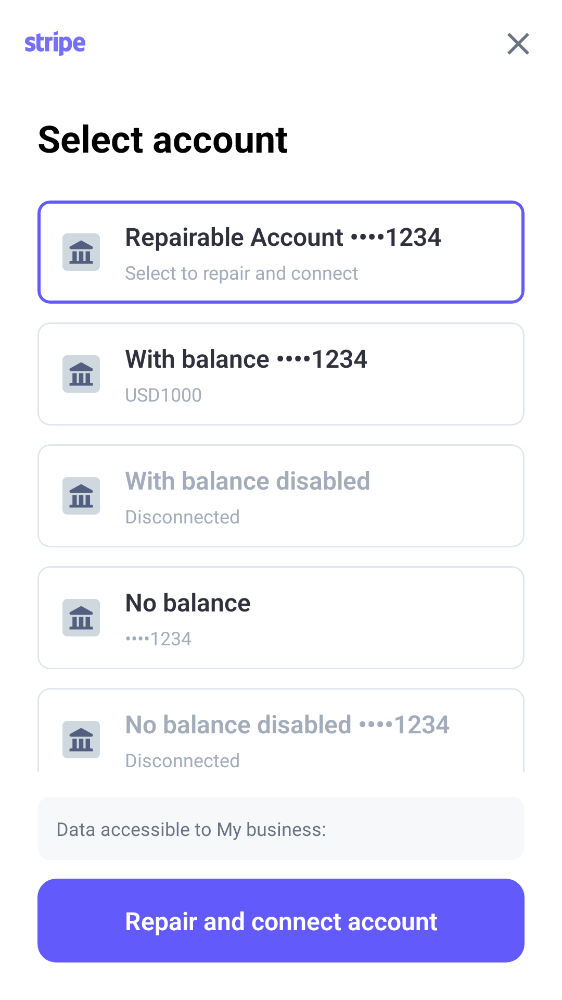 stripe
Select account
Repairable Account ••••1234
Select to repair and connect
With balance ••••1234
USD1000
With balance disabled
Disconnected
No balance
••••1234
No balance disabled ••••1234
Disconnected
Data accessible to My business:
Repair and connect account